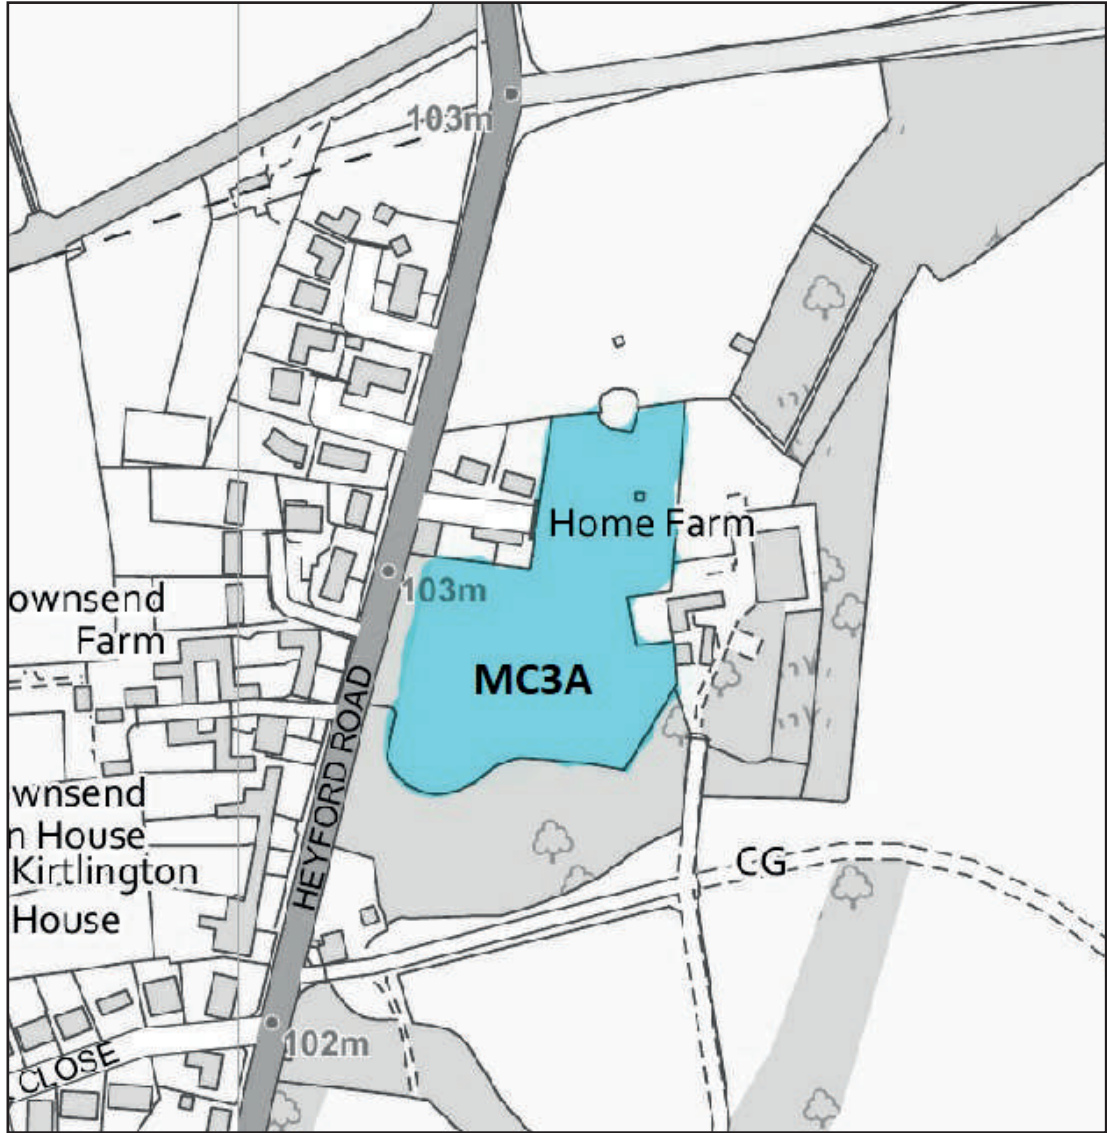 103m
Home Farm
103m
ownsend
Farm
MC3A
HEYFORD ROAD
wnsend
n House
Kirtlington
House
CG
102m
CLOSE